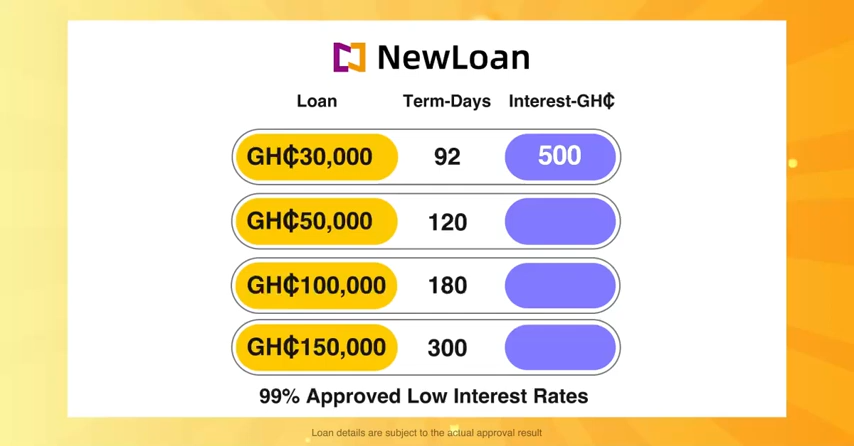 NewLoan
Loan Term-Days Interest-GH₵
GH₵30,000 92 500
GH₵50,000 120
GH₵100,000 180
GH₵150,000 300
99% Approved Low Interest Rates
Loan details are subject to the actual approval result